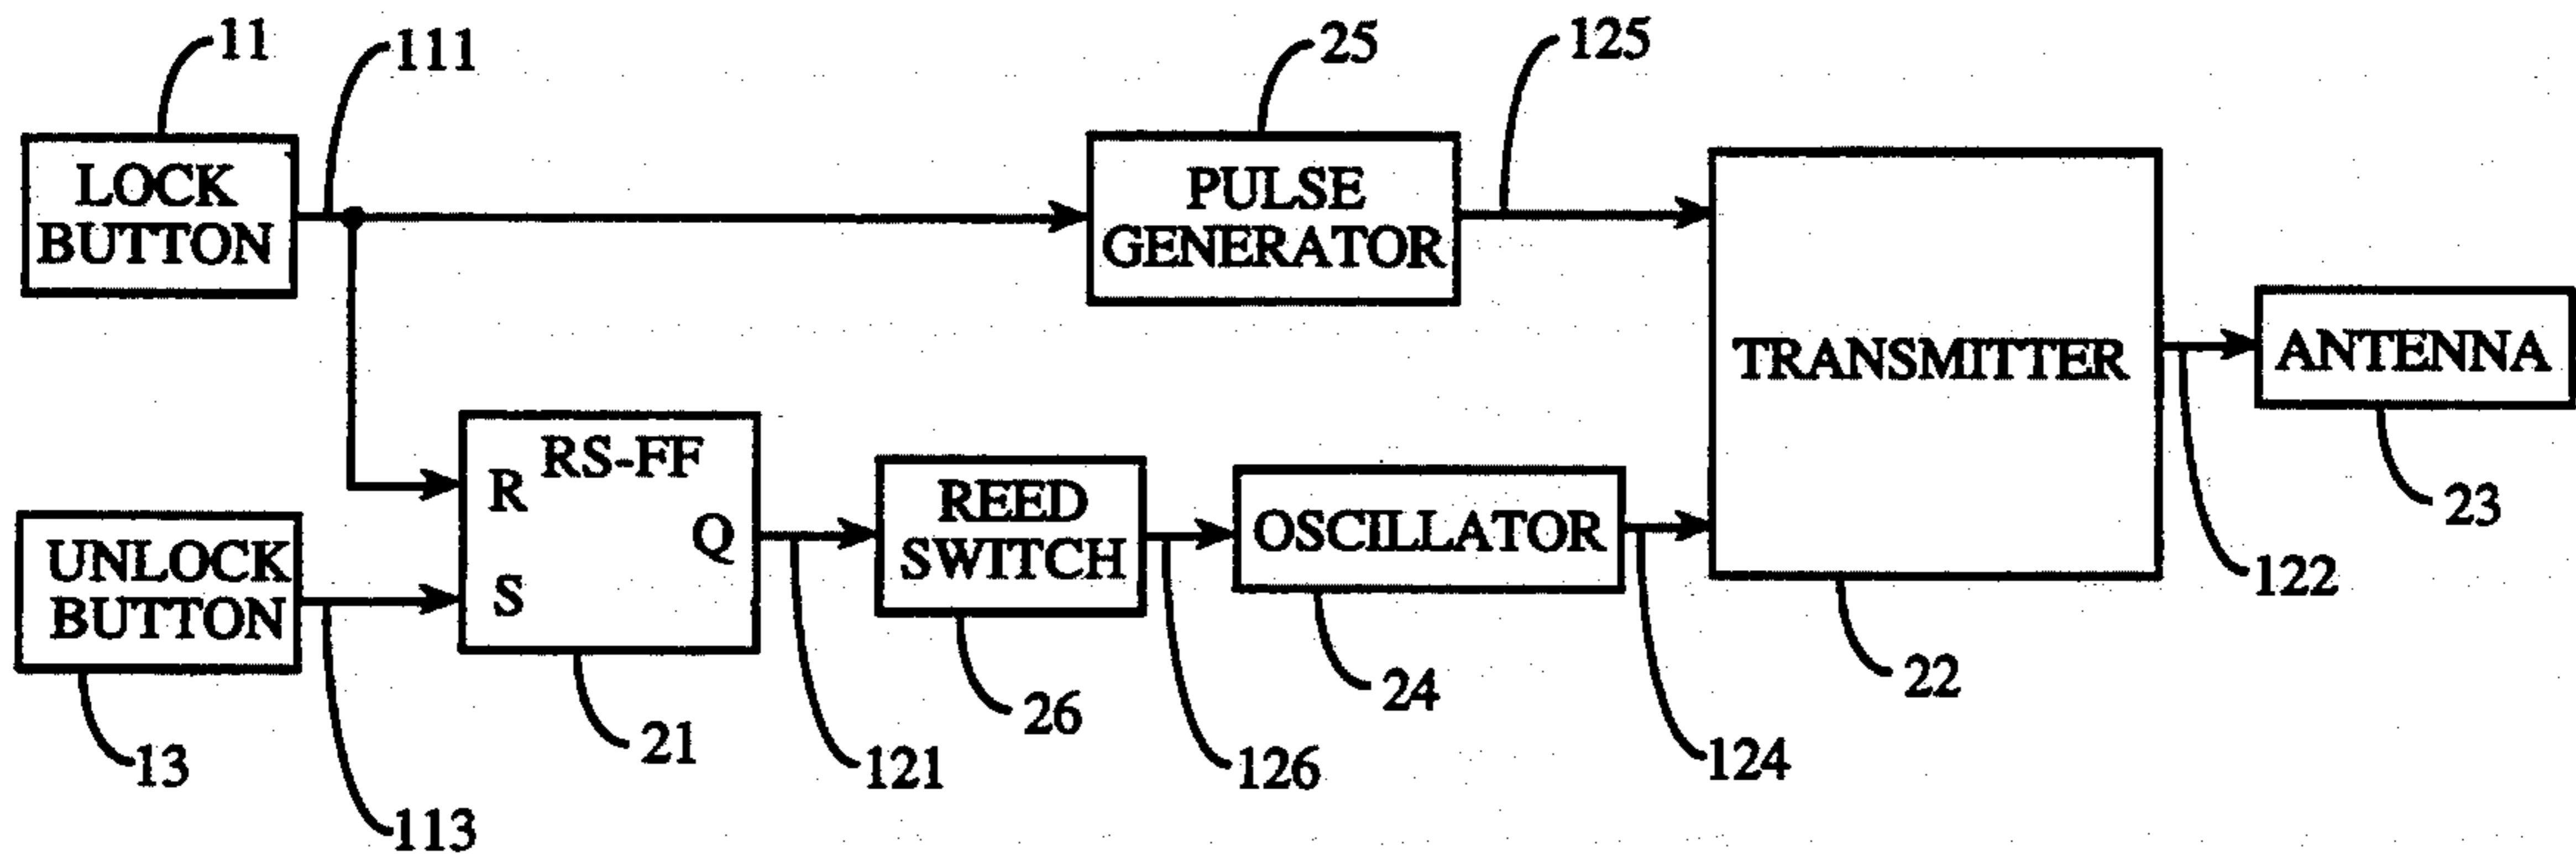 11
111
25
125
LOCK
BUTTON
PULSE
GENERATOR
TRANSMITTER
ANTENNA
RS-FF
R
S
Q
REED
SWITCH
OSCILLATOR
23
UNLOCK
BUTTON
122
22
24
26
21
13
121
126
124
113